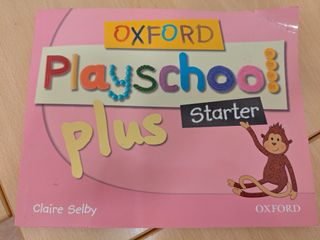 OXFORD
Playschool
plus
Starter
Claire Selby
OXFORD